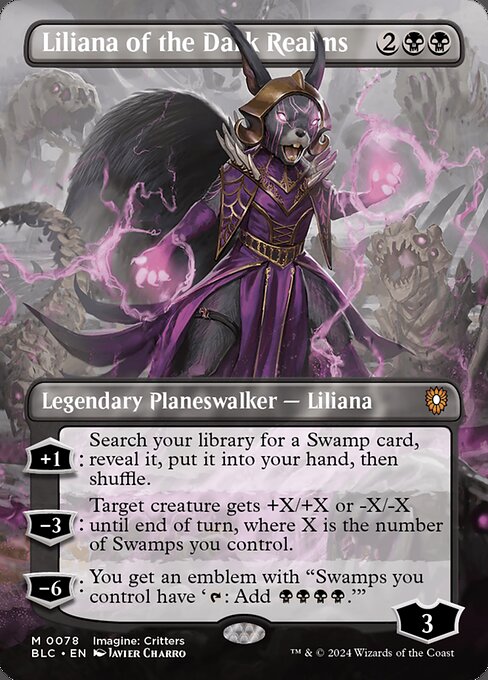 Liliana of the Dark Realms 2
Legendary Planeswalker — Liliana
+1 : Search your library for a Swamp card,
reveal it, put it into your hand, then
shuffle.
−3 : Target creature gets +X/+X or -X/-X
until end of turn, where X is the number
of Swamps you control.
−6 : You get an emblem with “Swamps you
control have ‘: Add .’”
3
M 0078 Imagine: Critters
BLC • EN Javier Charro
™ & © 2024 Wizards of the Coast